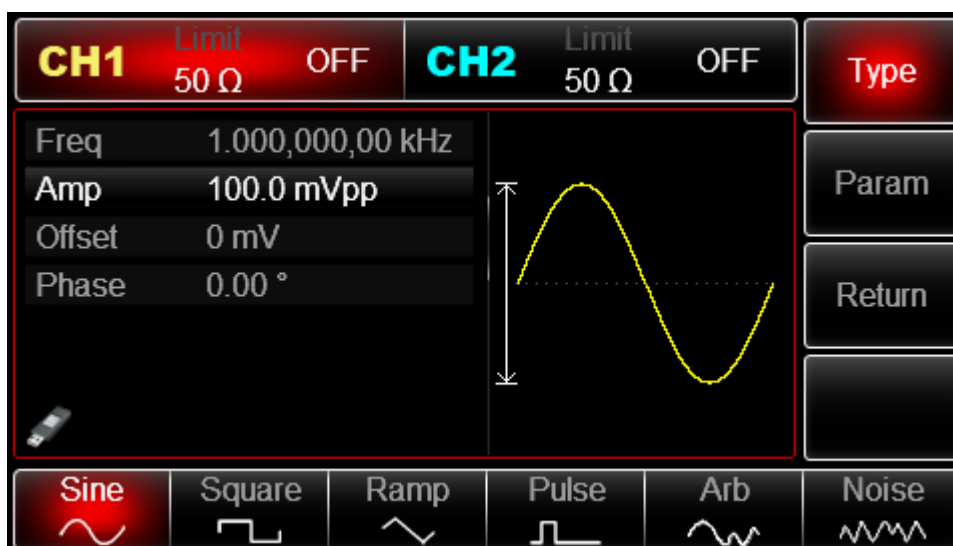 CH1 Limit 50 Ω OFF
CH2 Limit 50 Ω OFF
Type
Freq 1.000,000,00 kHz
Amp 100.0 mVpp
Offset 0 mV
Phase 0.00 °
Param
Return
Sine Square Ramp Pulse Arb Noise